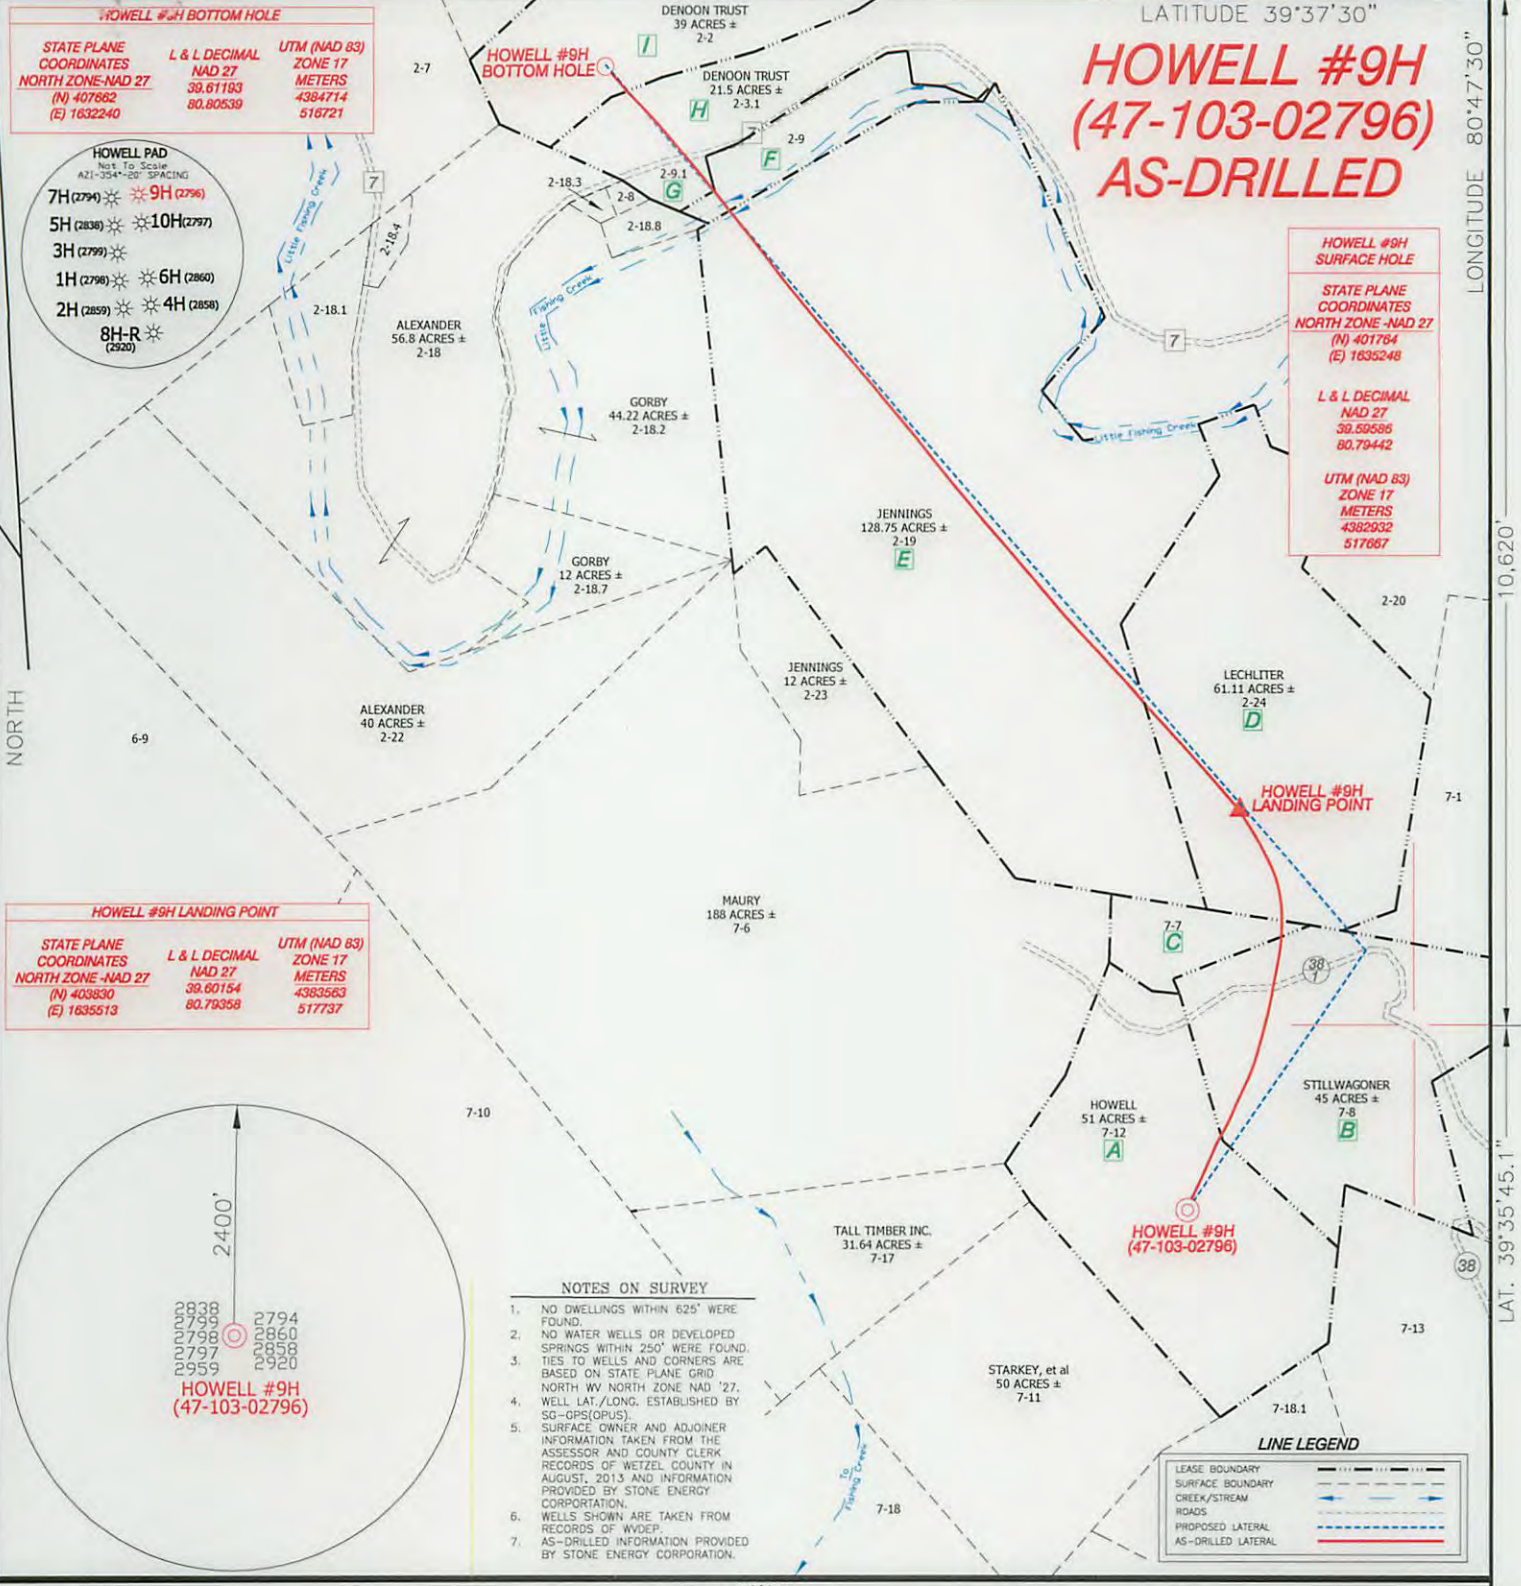 HOWELL #9H BOTTOM HOLE
STATE PLANE
COORDINATES
NORTH ZONE-NAD 27
(N) 407662
(E) 1632240
L & L DECIMAL
NAD 27
39.61193
80.80539
UTM (NAD 83)
ZONE 17
METERS
4384714
516721
HOWELL PAD
Not To Scale
AZI-354°-20' SPACING
7H (2794) 9H (2796)
5H (2838) 10H (2797)
3H (2799)
1H (2798) 6H (2860)
2H (2859) 4H (2858)
8H-R
(2920)
LATITUDE 39°37'30"
HOWELL #9H
(47-103-02796)
AS-DRILLED
LONGITUDE 80°47'30"
HOWELL #9H
SURFACE HOLE
STATE PLANE
COORDINATES
NORTH ZONE -NAD 27
(N) 401764
(E) 1635248
L & L DECIMAL
NAD 27
39.59586
80.79442
UTM (NAD 83)
ZONE 17
METERS
4382932
517667
DENOON TRUST
39 ACRES ±
2-2
I
HOWELL #9H
BOTTOM HOLE
2-7
DENOON TRUST
21.5 ACRES ±
2-3.1
H
7
2-9
F
2-9.1
G
2-18.3
2-8
2-18.8
7
Little Fishing Creek
2-18.4
2-18.1
ALEXANDER
56.8 ACRES ±
2-18
Little Fishing Creek
7
GORBY
44.22 ACRES ±
2-18.2
Little Fishing Creek
JENNINGS
128.75 ACRES ±
2-19
E
GORBY
12 ACRES ±
2-18.7
2-20
10,620'
JENNINGS
12 ACRES ±
2-23
LECHLITER
61.11 ACRES ±
2-24
D
NORTH
6-9
ALEXANDER
40 ACRES ±
2-22
HOWELL #9H
LANDING POINT
7-1
MAURY
188 ACRES ±
7-6
7-7
C
38
1
HOWELL #9H LANDING POINT
STATE PLANE
COORDINATES
NORTH ZONE -NAD 27
(N) 403830
(E) 1635513
L & L DECIMAL
NAD 27
39.60154
80.79358
UTM (NAD 83)
ZONE 17
METERS
4383563
517737
7-10
HOWELL
51 ACRES ±
7-12
A
STILLWAGONER
45 ACRES ±
7-8
B
LAT. 39°35'45.1"
HOWELL #9H
(47-103-02796)
38
TALL TIMBER INC.
31.64 ACRES ±
7-17
2400'
2838
2799
2798
2797
2959
2794
2860
2858
2920
HOWELL #9H
(47-103-02796)
7-13
STARKEY, et al
50 ACRES ±
7-11
7-18.1
To Fishing Creek
7-18
NOTES ON SURVEY
1. NO DWELLINGS WITHIN 625' WERE
FOUND.
2. NO WATER WELLS OR DEVELOPED
SPRINGS WITHIN 250' WERE FOUND.
3. TIES TO WELLS AND CORNERS ARE
BASED ON STATE PLANE GRID
NORTH WV NORTH ZONE NAD '27.
4. WELL LAT./LONG. ESTABLISHED BY
SG-GPS(OPUS).
5. SURFACE OWNER AND ADJOINER
INFORMATION TAKEN FROM THE
ASSESSOR AND COUNTY CLERK
RECORDS OF WETZEL COUNTY IN
AUGUST, 2013 AND INFORMATION
PROVIDED BY STONE ENERGY
CORPORTATION.
6. WELLS SHOWN ARE TAKEN FROM
RECORDS OF WVDEP.
7. AS-DRILLED INFORMATION PROVIDED
BY STONE ENERGY CORPORATION.
LINE LEGEND
LEASE BOUNDARY
SURFACE BOUNDARY
CREEK/STREAM
ROADS
PROPOSED LATERAL
AS-DRILLED LATERAL